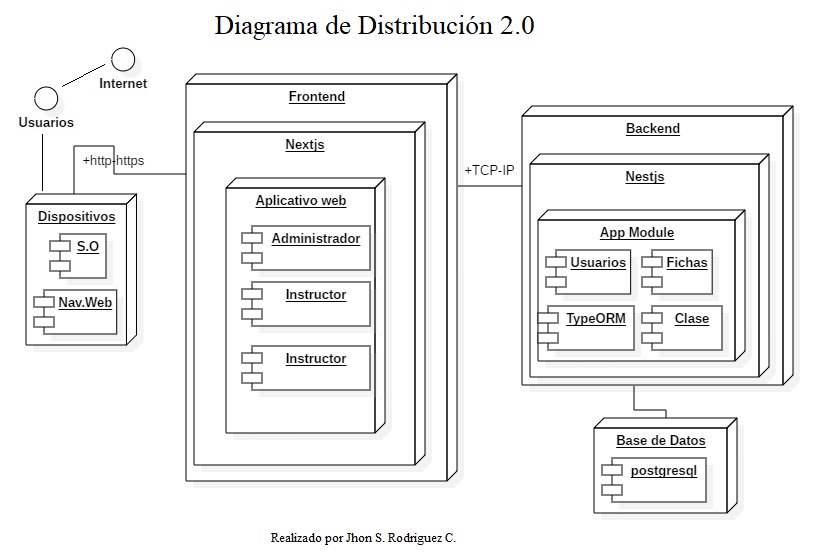 Diagrama de Distribución 2.0
Internet
Usuarios
+http-https
Dispositivos
S.O
Nav.Web
Frontend
Nextjs
Aplicativo web
Administrador
Instructor
Instructor
+TCP-IP
Backend
Nestjs
App Module
Usuarios
Fichas
TypeORM
Clase
Base de Datos
postgresql
Realizado por Jhon S. Rodriguez C.